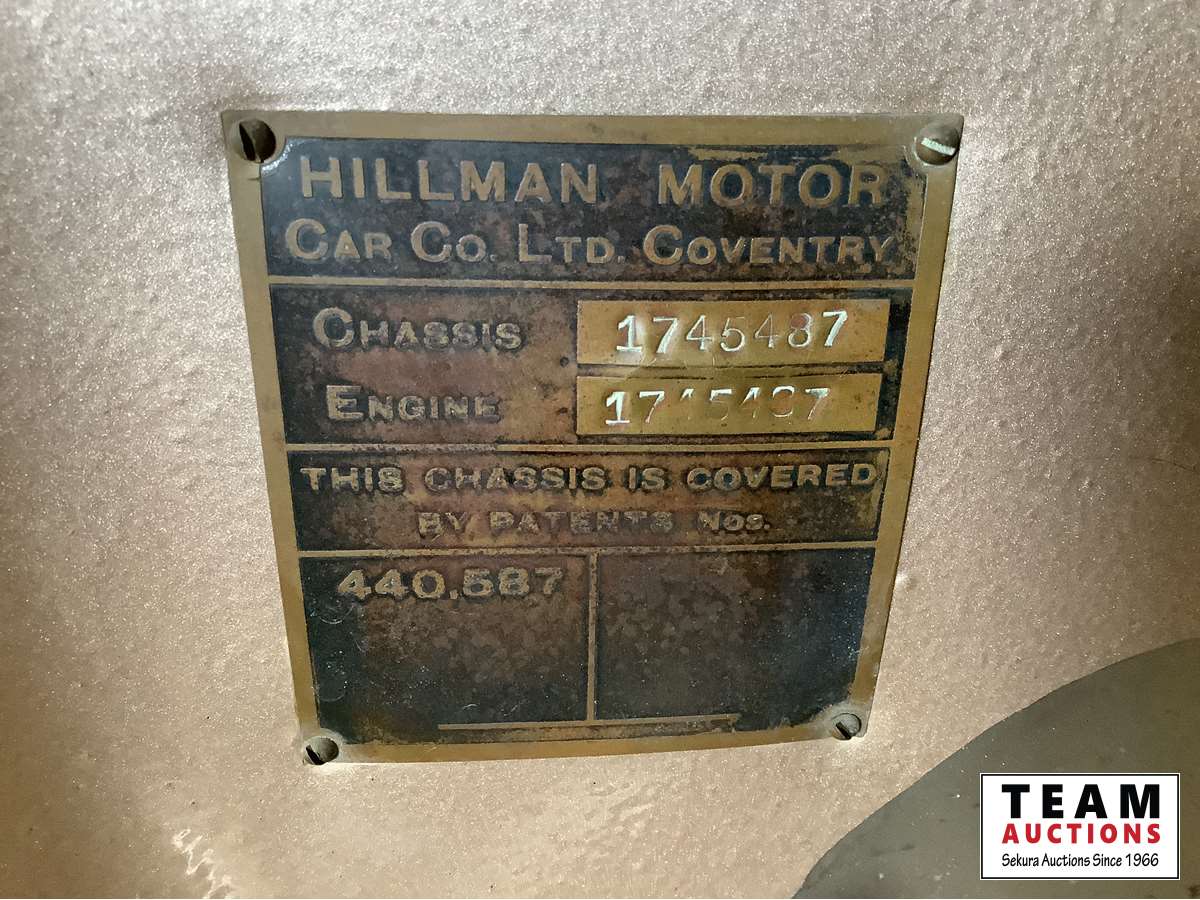 HILLMAN MOTOR
CAR CO. LTD. COVENTRY
CHASSIS 1745487
ENGINE 1745487
THIS CHASSIS IS COVERED
BY PATENTS NOS.
440,587
TEAM
AUCTIONS
Sekura Auctions Since 1966